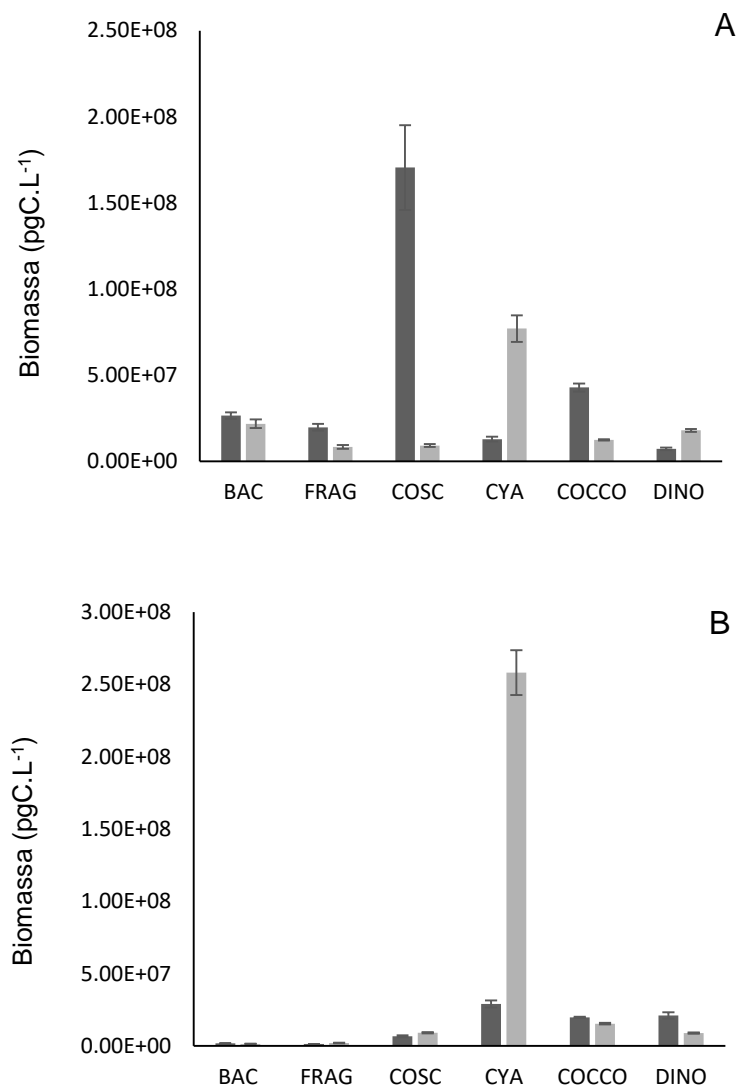 A
2.50E+08
2.00E+08
1.50E+08
1.00E+08
5.00E+07
0.00E+00
Biomassa (pgC.L-1)
BAC FRAG COSC CYA COCCO DINO
B
3.00E+08
2.50E+08
2.00E+08
1.50E+08
1.00E+08
5.00E+07
0.00E+00
Biomassa (pgC.L-1)
BAC FRAG COSC CYA COCCO DINO